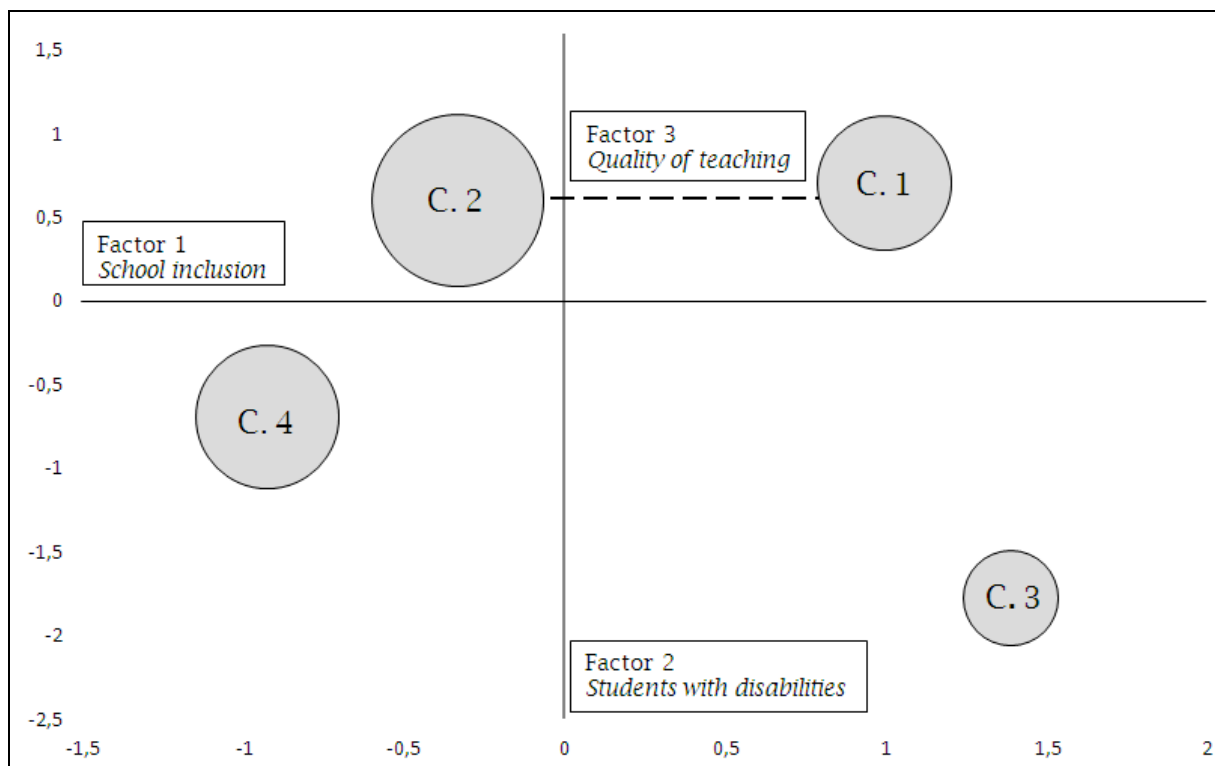 1,5
1
0,5
0
-0,5
-1
-1,5
-2
-2,5
Factor 3
Quality of teaching
C. 1
C. 2
Factor 1
School inclusion
C. 4
C. 3
Factor 2
Students with disabilities
-1,5 -1 -0,5 0 0,5 1 1,5 2